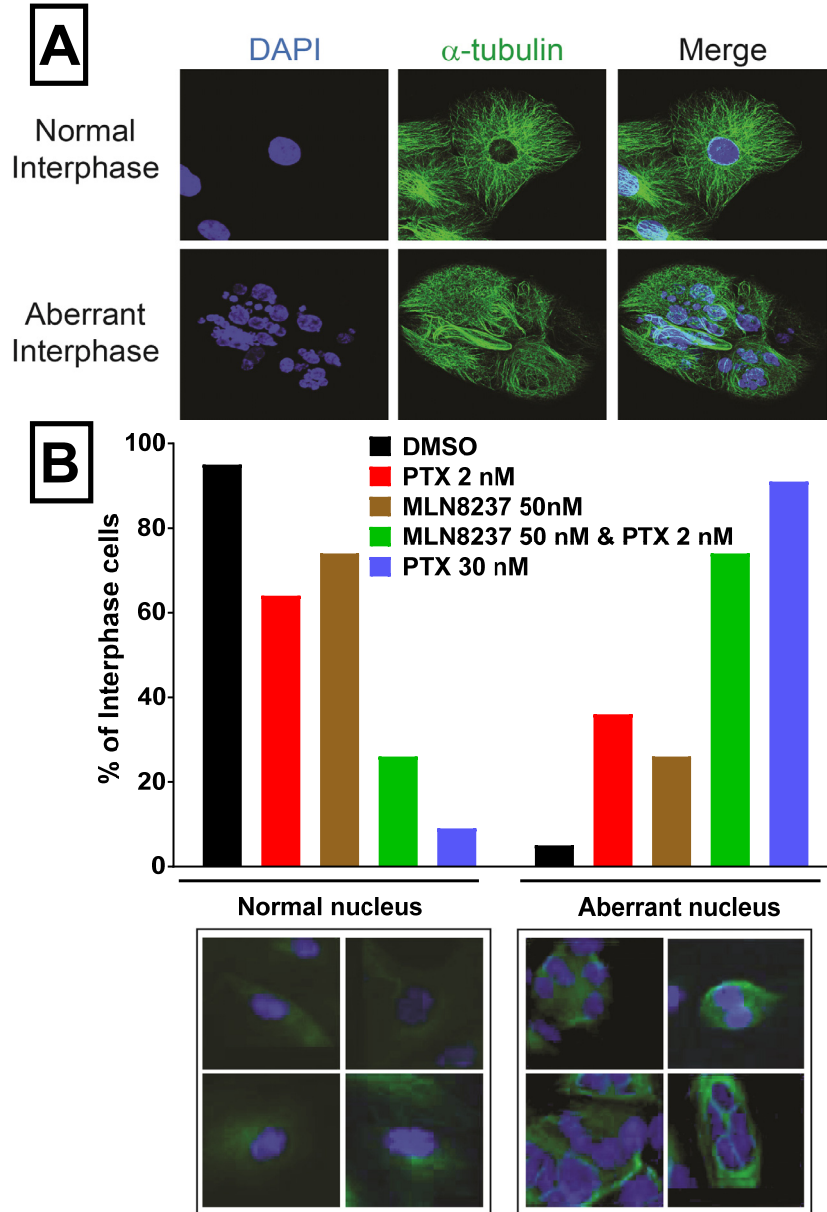 A
DAPI
α-tubulin
Merge
Normal
Interphase
Aberrant
Interphase
B
% of Interphase cells
100
80
60
40
20
0
DMSO
PTX 2 nM
MLN8237 50nM
MLN8237 50 nM & PTX 2 nM
PTX 30 nM
Normal nucleus
Aberrant nucleus